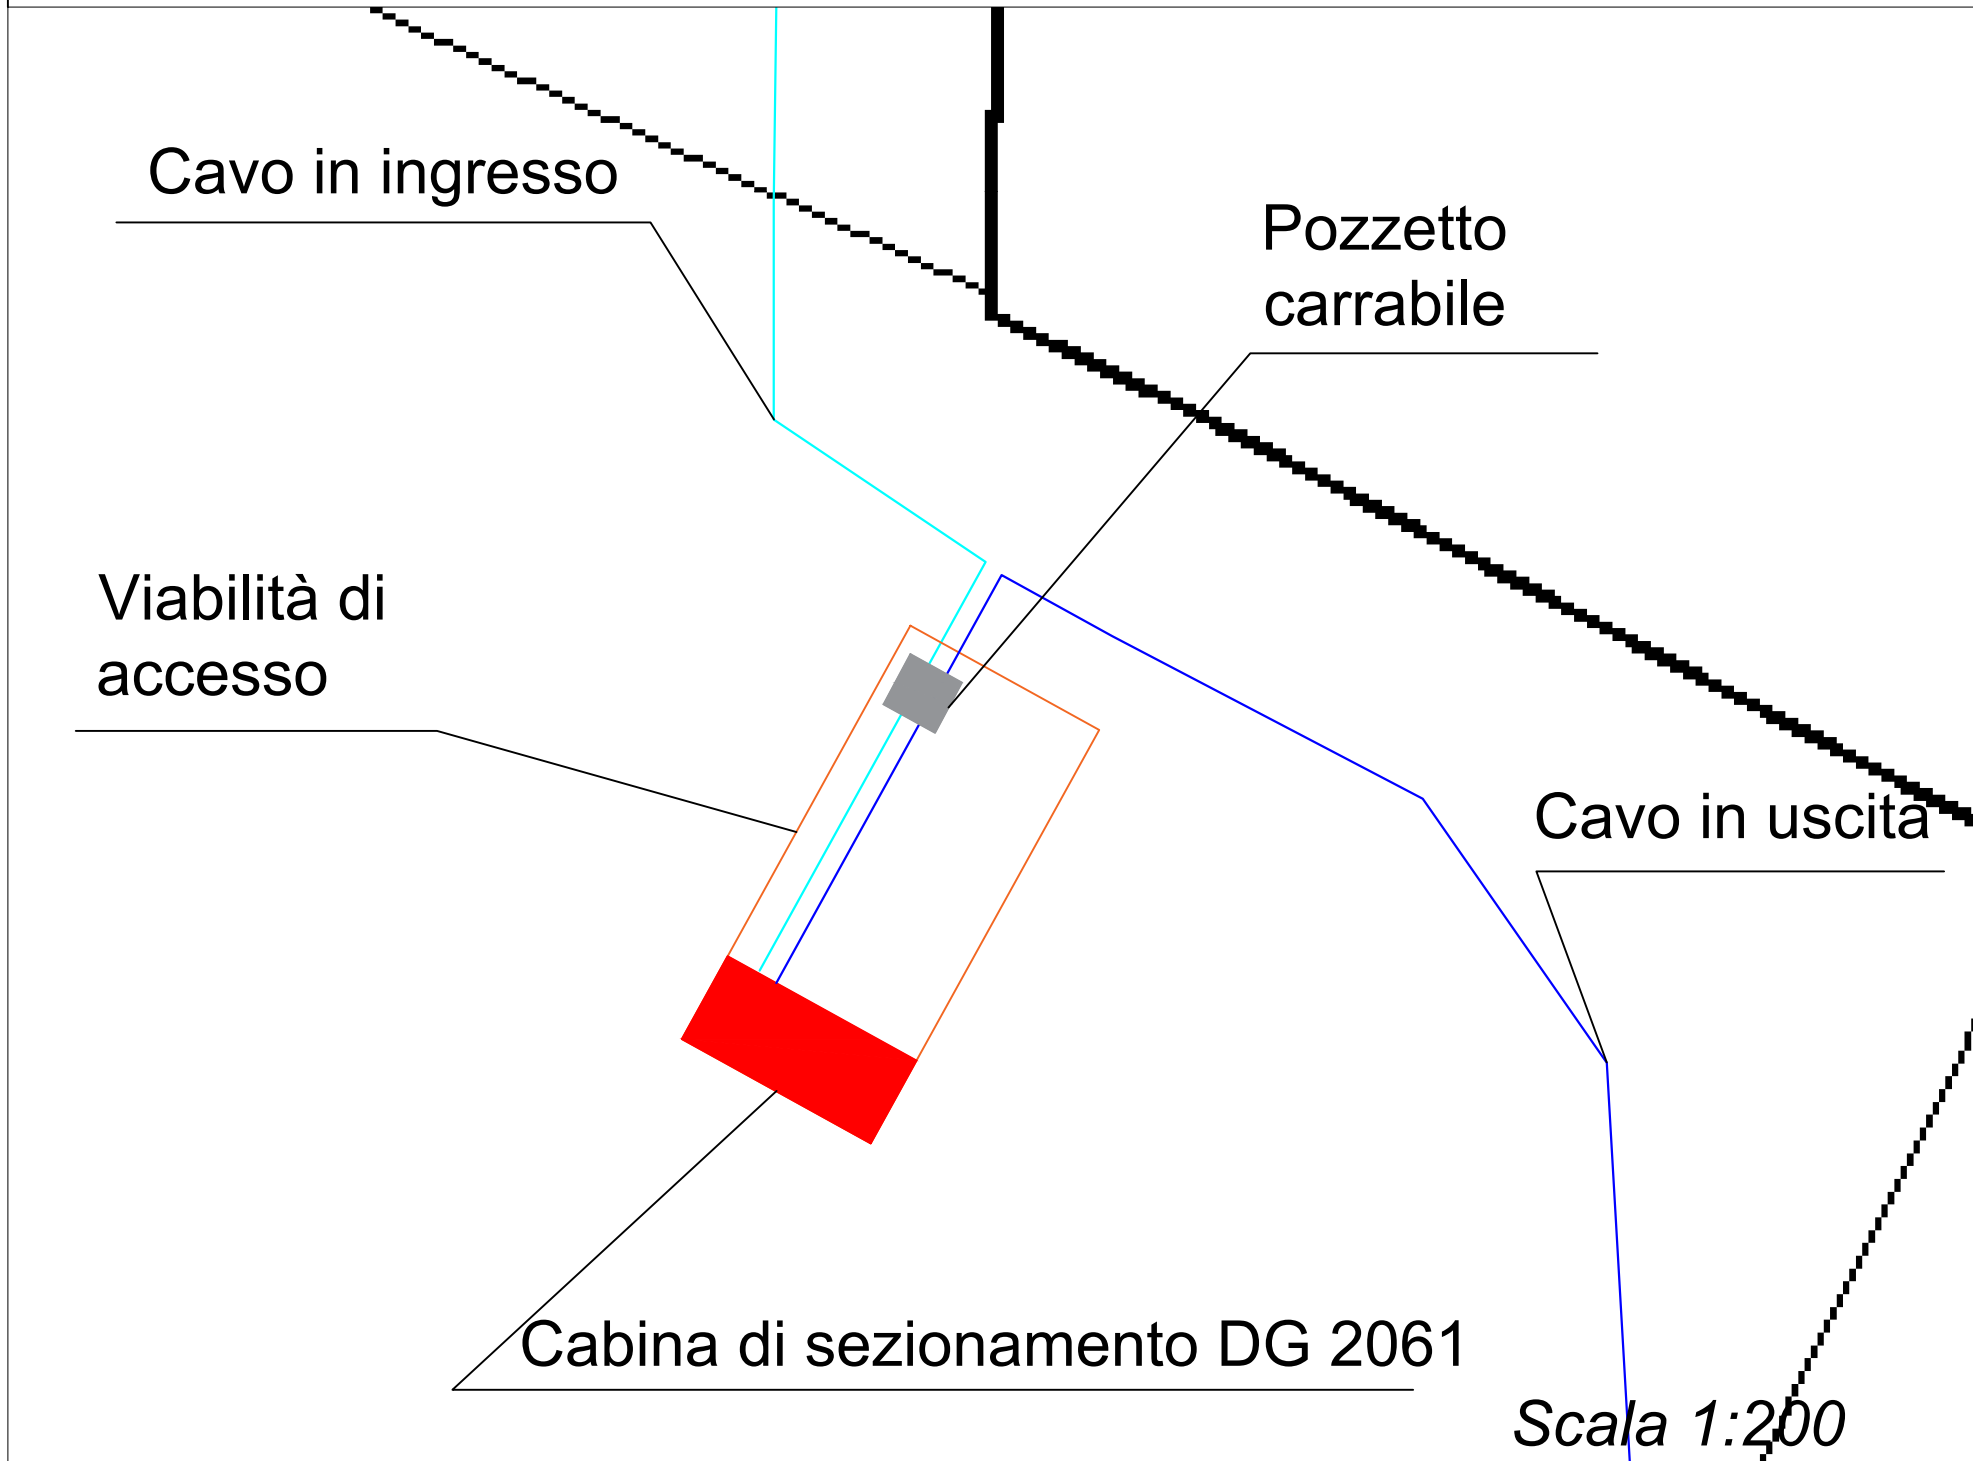 Cavo in ingresso
Pozzetto
carrabile
Viabilità di
accesso
Cavo in uscita
Cabina di sezionamento DG 2061
Scala 1:200